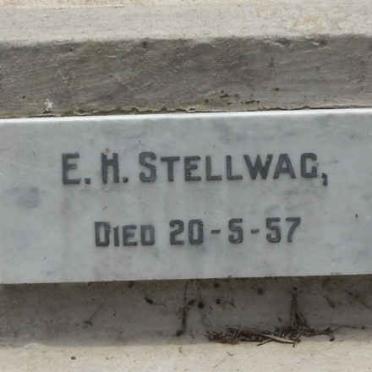 E. H. STELLWAG,
DIED 20-5-57